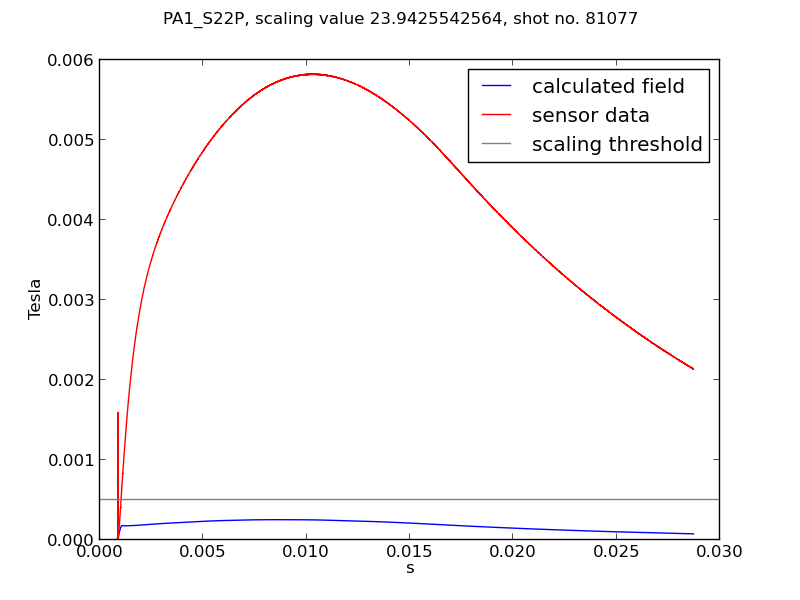 PA1_S22P, scaling value 23.9425542564, shot no. 81077
calculated field
sensor data
scaling threshold
0.006
0.005
0.004
0.003
0.002
0.001
0.000
Tesla
0.000 0.005 0.010 0.015 0.020 0.025 0.030
s